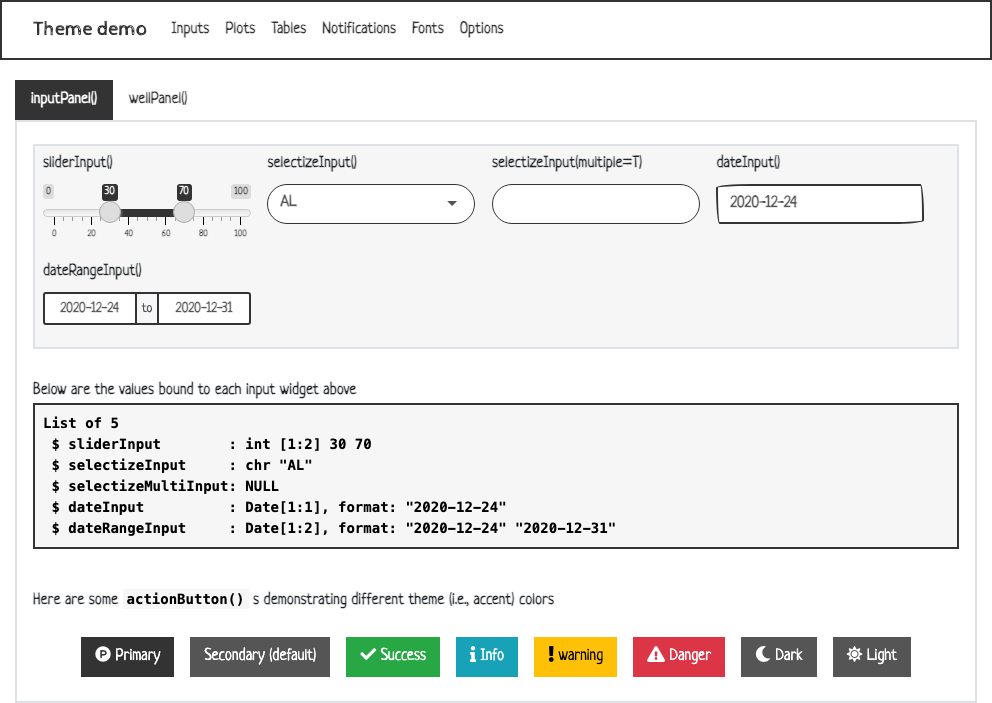 Theme demo Inputs Plots Tables Notifications Fonts Options
inputPanel() wellPanel()
sliderInput() selectizeInput() selectizeInput(multiple=T) dateInput()
0 30 70 100
AL 2020-12-24
0 20 40 60 80 100
dateRangeInput()
2020-12-24 to 2020-12-31
Below are the values bound to each input widget above
List of 5
$ sliderInput : int [1:2] 30 70
$ selectizeInput : chr "AL"
$ selectizeMultiInput: NULL
$ dateInput : Date[1:1], format: "2020-12-24"
$ dateRangeInput : Date[1:2], format: "2020-12-24" "2020-12-31"
Here are some actionButton() s demonstrating different theme (i.e., accent) colors
P Primary Secondary (default) Success Info warning Danger Dark Light